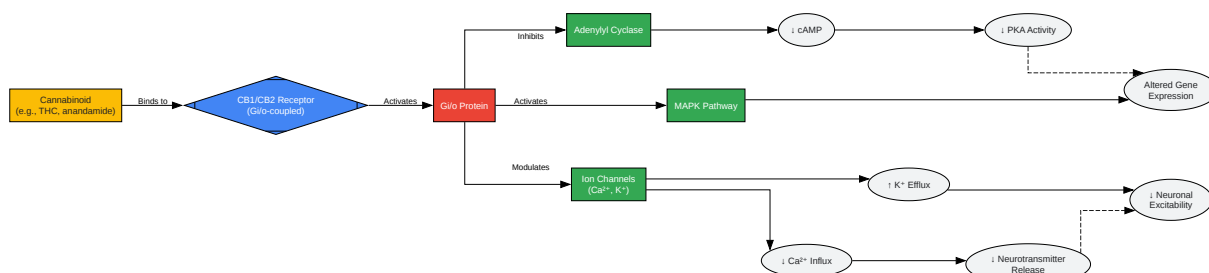 Cannabinoid
(e.g., THC, anandamide)
Binds to
CB1/CB2 Receptor
(Gi/o-coupled)
Activates
Gi/o Protein
Inhibits
Adenylyl Cyclase
↓ cAMP
↓ PKA Activity
Activates
MAPK Pathway
Altered Gene
Expression
Modulates
Ion Channels
(Ca²⁺, K⁺)
↑ K⁺ Efflux
↓ Neuronal
Excitability
↓ Ca²⁺ Influx
↓ Neurotransmitter
Release